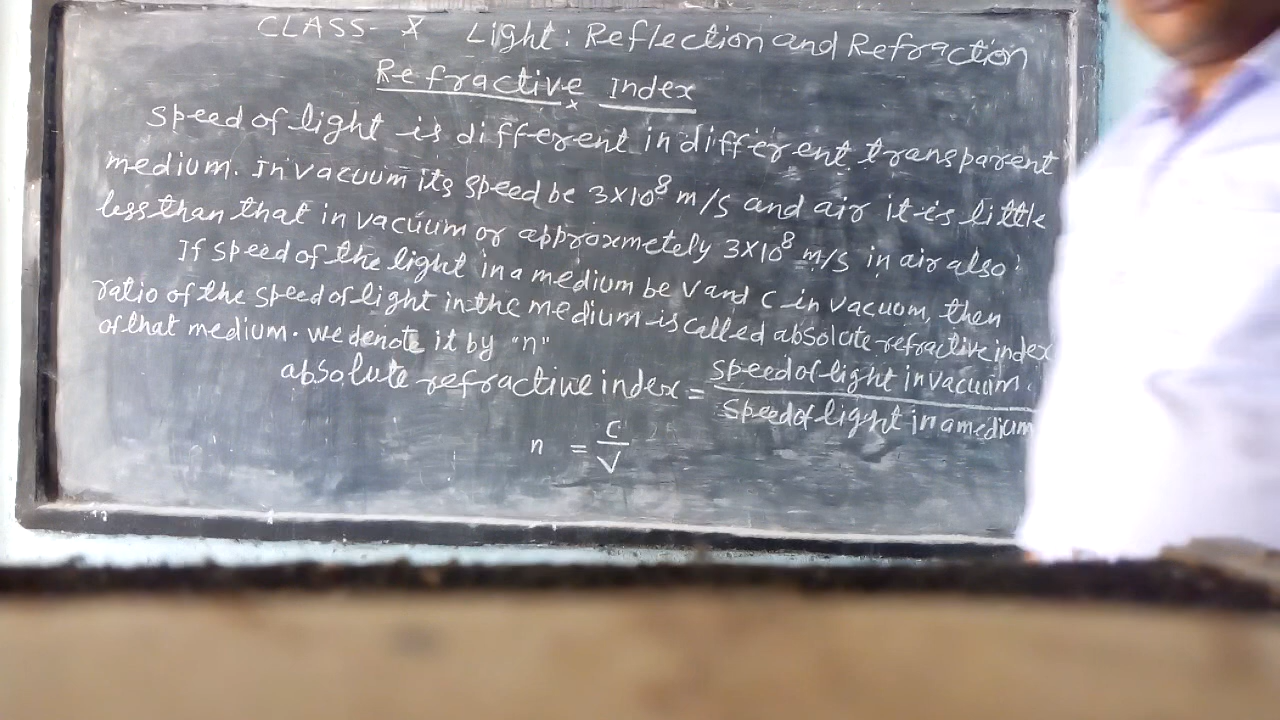 CLASS- X Light: Reflection and Refraction
Refractive Index
Speed of light is different in different transparent
medium. In vacuum its speed be 3×10⁸ m/s and air it is little
less than that in vacuum or approxmetely 3×10⁸ m/s in air also.
If speed of the light in a medium be v and c in vacuum, then
ratio of the speed of light in the medium is called absolute refractive index
of that medium. we denote it by "n"
absolute refractive index = speed of light in vacuum.
speed of light in a medium
n = c
v